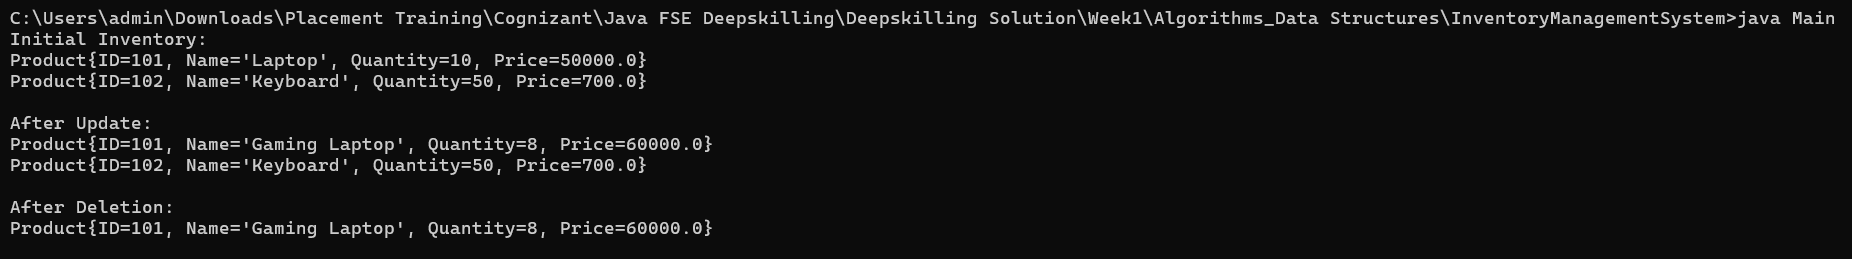 C:\Users\admin\Downloads\Placement Training\Cognizant\Java FSE Deepskilling\Deepskilling Solution\Week1\Algorithms_Data Structures\InventoryManagementSystem>java Main
Initial Inventory:
Product{ID=101, Name='Laptop', Quantity=10, Price=50000.0}
Product{ID=102, Name='Keyboard', Quantity=50, Price=700.0}

After Update:
Product{ID=101, Name='Gaming Laptop', Quantity=8, Price=60000.0}
Product{ID=102, Name='Keyboard', Quantity=50, Price=700.0}

After Deletion:
Product{ID=101, Name='Gaming Laptop', Quantity=8, Price=60000.0}